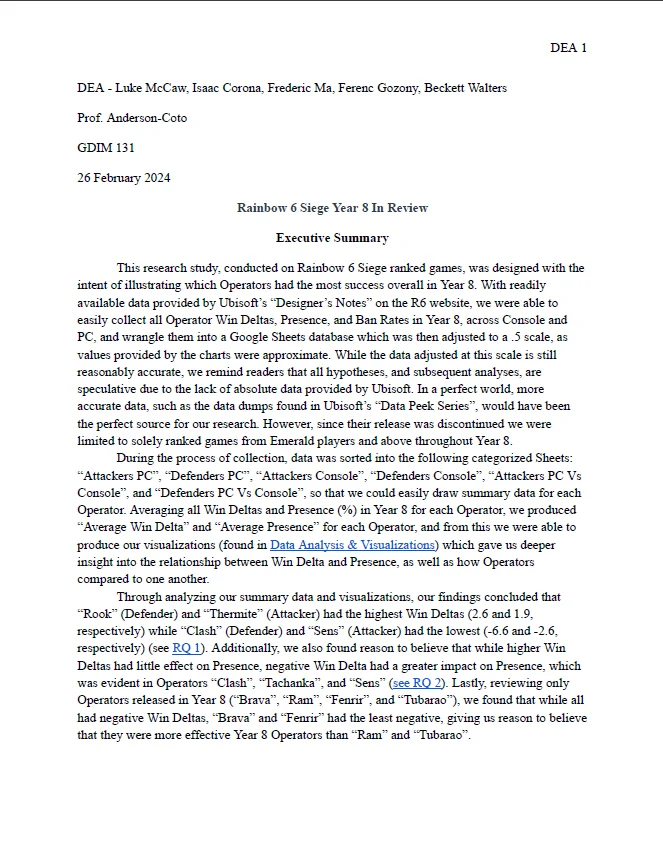 DEA 1
DEA - Luke McCaw, Isaac Corona, Frederic Ma, Ferenc Gozony, Beckett Walters
Prof. Anderson-Coto
GDIM 131
26 February 2024
Rainbow 6 Siege Year 8 In Review
Executive Summary
This research study, conducted on Rainbow 6 Siege ranked games, was designed with the
intent of illustrating which Operators had the most success overall in Year 8. With readily
available data provided by Ubisoft's “Designer's Notes” on the R6 website, we were able to
easily collect all Operator Win Deltas, Presence, and Ban Rates in Year 8, across Console and
PC, and wrangle them into a Google Sheets database which was then adjusted to a .5 scale, as
values provided by the charts were approximate. While the data adjusted at this scale is still
reasonably accurate, we remind readers that all hypotheses, and subsequent analyses, are
speculative due to the lack of absolute data provided by Ubisoft. In a perfect world, more
accurate data, such as the data dumps found in Ubisoft's “Data Peek Series”, would have been
the perfect source for our research. However, since their release was discontinued we were
limited to solely ranked games from Emerald players and above throughout Year 8.
During the process of collection, data was sorted into the following categorized Sheets:
“Attackers PC”, “Defenders PC”, “Attackers Console”, “Defenders Console”, “Attackers PC Vs
Console”, and “Defenders PC Vs Console”, so that we could easily draw summary data for each
Operator. Averaging all Win Deltas and Presence (%) in Year 8 for each Operator, we produced
“Average Win Delta” and “Average Presence” for each Operator, and from this we were able to
produce our visualizations (found in Data Analysis & Visualizations) which gave us deeper
insight into the relationship between Win Delta and Presence, as well as how Operators
compared to one another.
Through analyzing our summary data and visualizations, our findings concluded that
“Rook” (Defender) and “Thermite” (Attacker) had the highest Win Deltas (2.6 and 1.9,
respectively) while “Clash” (Defender) and “Sens” (Attacker) had the lowest (-6.6 and -2.6,
respectively) (see RQ 1). Additionally, we also found reason to believe that while higher Win
Deltas had little effect on Presence, negative Win Delta had a greater impact on Presence, which
was evident in Operators “Clash”, “Tachanka”, and “Sens” (see RQ 2). Lastly, reviewing only
Operators released in Year 8 (“Brava”, “Ram”, “Fenrir”, and “Tubarao”), we found that while all
had negative Win Deltas, “Brava” and “Fenrir” had the least negative, giving us reason to believe
that they were more effective Year 8 Operators than “Ram” and “Tubarao”.